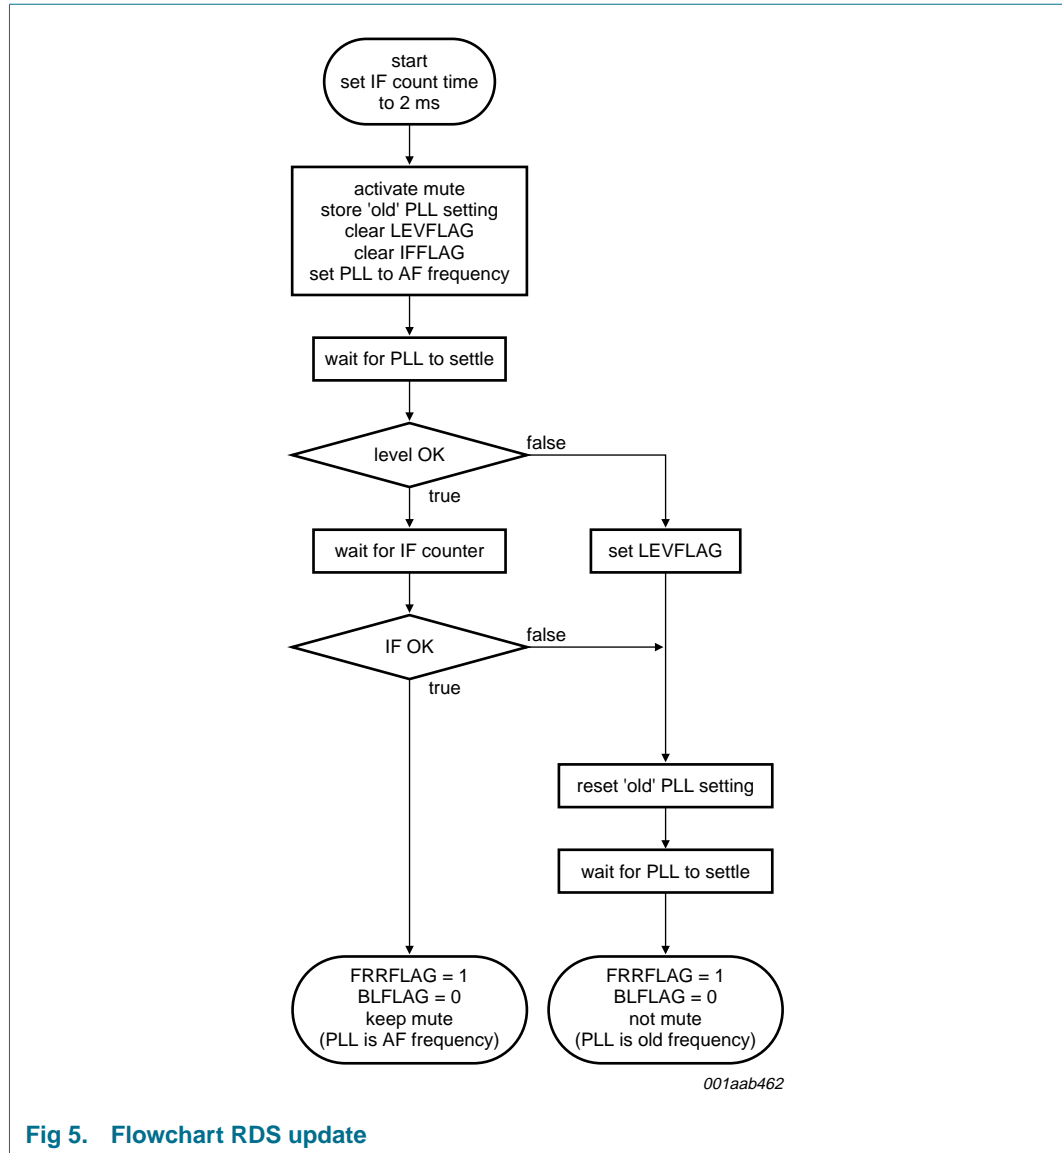 start
set IF count time
to 2 ms
activate mute
store 'old' PLL setting
clear LEVFLAG
clear IFFLAG
set PLL to AF frequency
wait for PLL to settle
level OK
false
true
wait for IF counter
set LEVFLAG
IF OK
false
true
reset 'old' PLL setting
wait for PLL to settle
FRRFLAG = 1
BLFLAG = 0
keep mute
(PLL is AF frequency)
FRRFLAG = 1
BLFLAG = 0
not mute
(PLL is old frequency)
001aab462
Fig 5. Flowchart RDS update